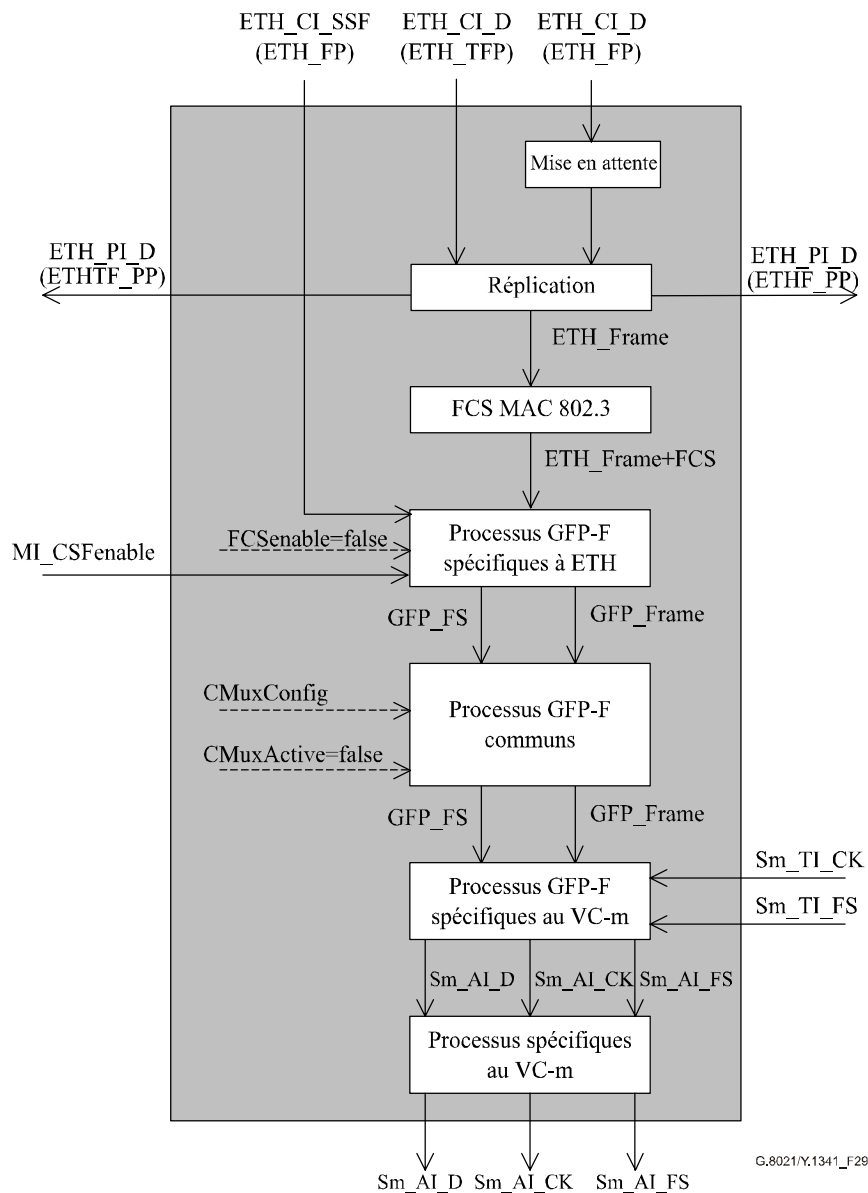 ETH_CI_SSF
(ETH_FP)
ETH_CI_D
(ETH_TFP)
ETH_CI_D
(ETH_FP)
Mise en attente
ETH_PI_D
(ETHTF_PP)
Réplication
ETH_PI_D
(ETHF_PP)
ETH_Frame
FCS MAC 802.3
ETH_Frame+FCS
FCSenable=false
MI_CSFenable
Processus GFP-F
spécifiques à ETH
GFP_FS
GFP_Frame
CMuxConfig
CMuxActive=false
Processus GFP-F
communs
GFP_FS
GFP_Frame
Sm_TI_CK
Sm_TI_FS
Processus GFP-F
spécifiques au VC-m
Sm_AI_D
Sm_AI_CK
Sm_AI_FS
Processus spécifiques
au VC-m
Sm_AI_D
Sm_AI_CK
Sm_AI_FS
G.8021/Y.1341_F29